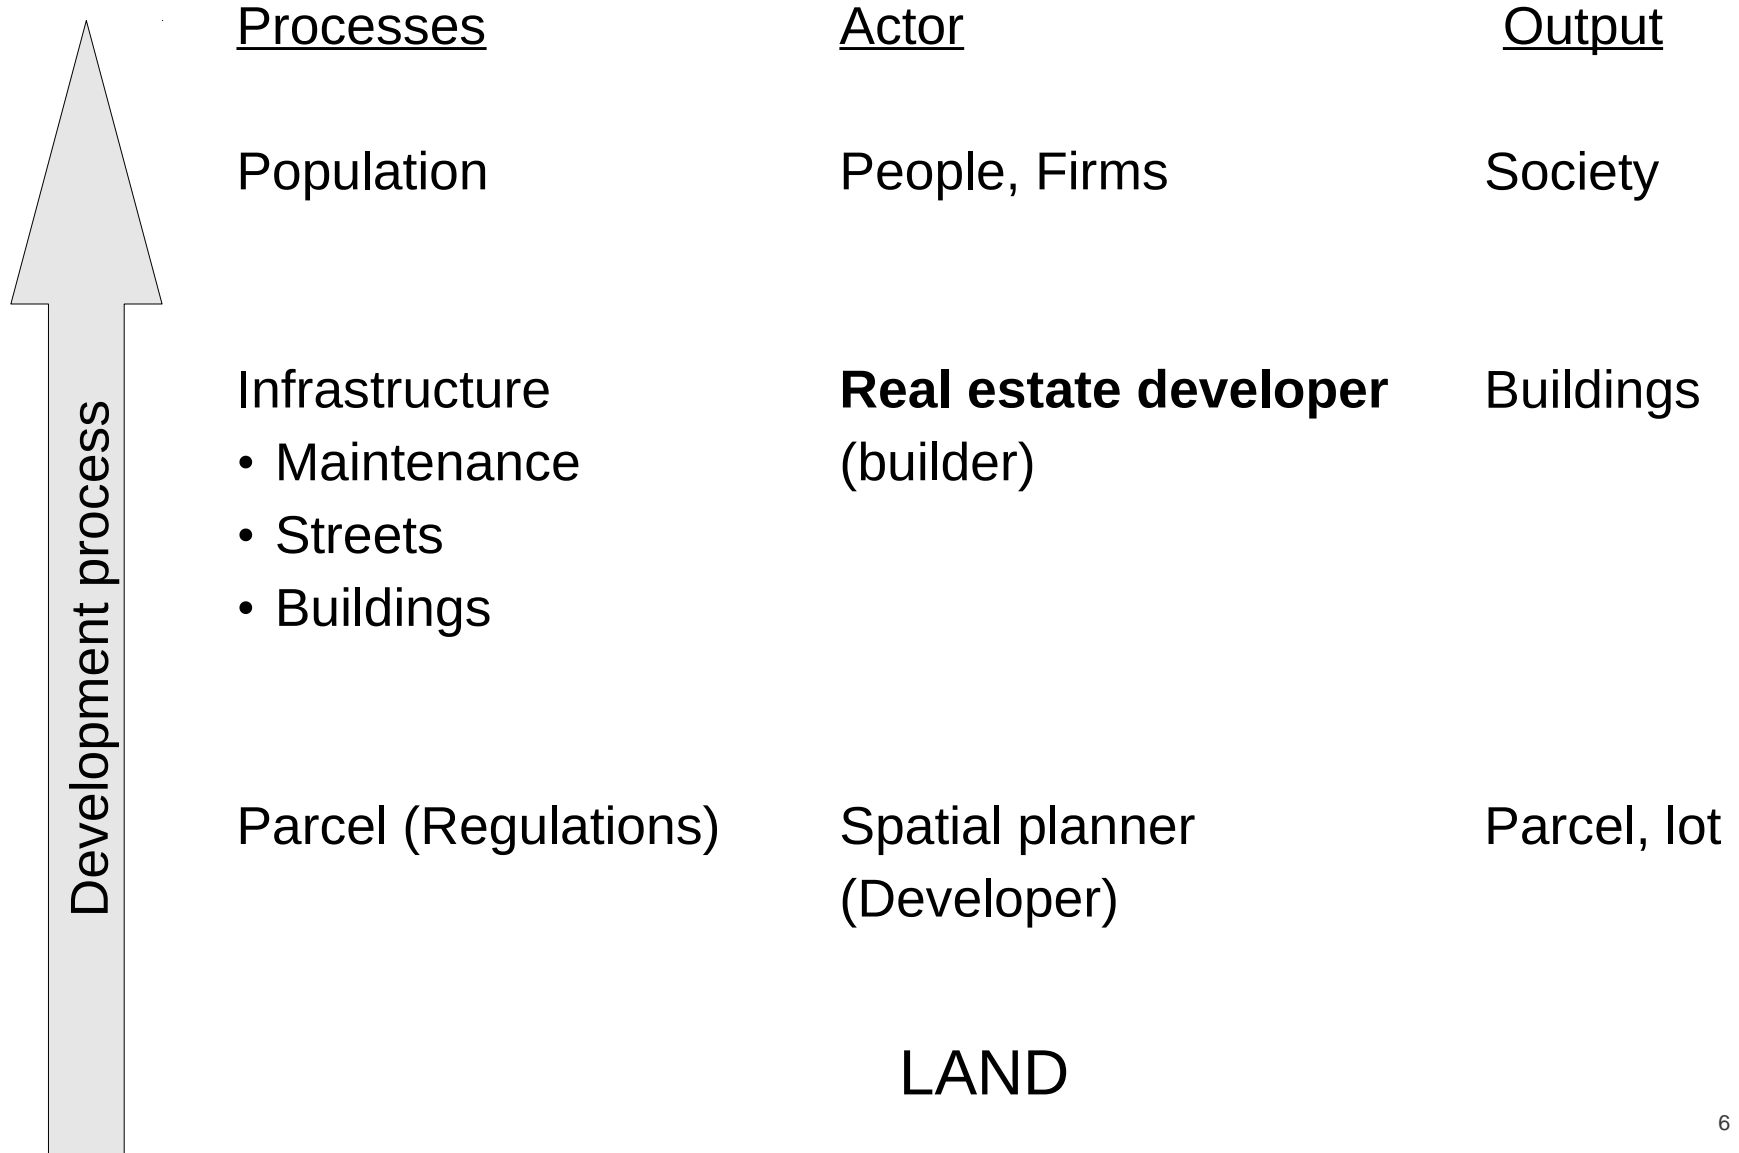 Processes Actor Output
Population People, Firms Society
Infrastructure Real estate developer Buildings
• Maintenance (builder)
• Streets
• Buildings
Development process
Parcel (Regulations) Spatial planner Parcel, lot
(Developer)
LAND
6